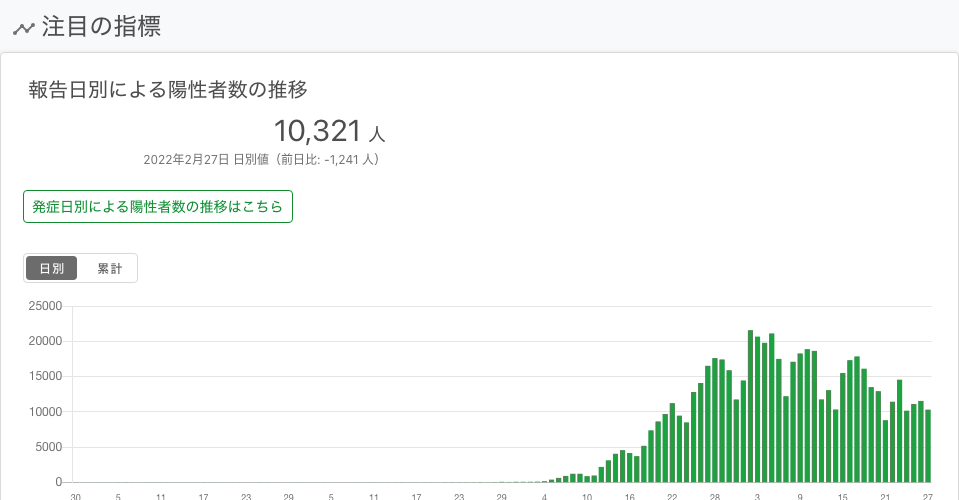 注目の指標
報告日別による陽性者数の推移
10,321 人
2022年2月27日 日別値（前日比: -1,241 人）
発症日別による陽性者数の推移はこちら
日別 累計
25000
20000
15000
10000
5000
0
30 5 11 17 23 29 5 11 17 23 29 4 10 16 22 28 3 9 15 21 27